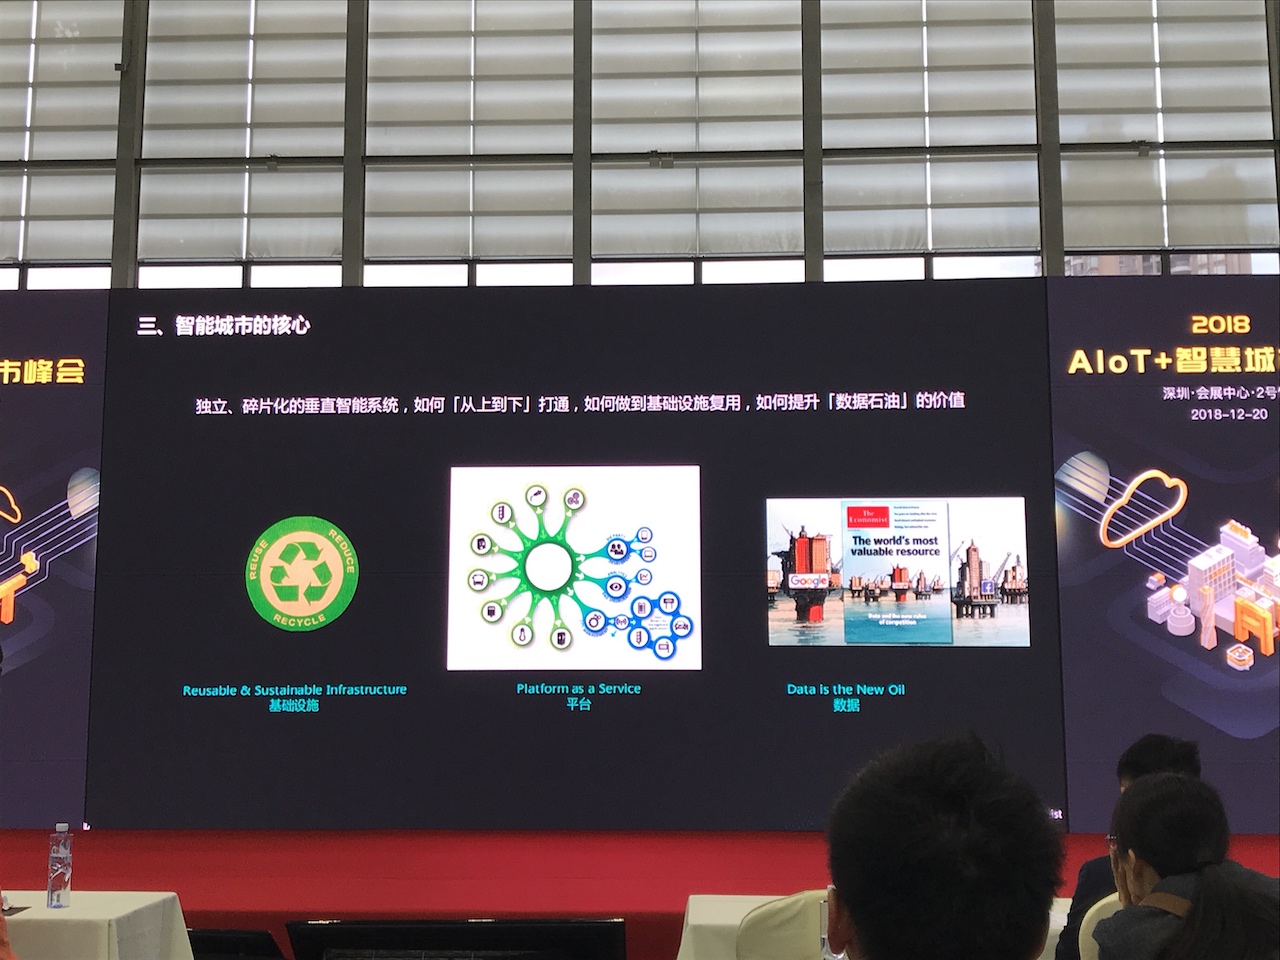 三、智能城市的核心
独立、碎片化的垂直智能系统，如何「从上到下」打通，如何做到基础设施复用，如何提升「数据石油」的价值
市峰会
2018
AIoT+智慧城
深圳·会展中心·2号
2018-12-20
REUSE
REDUCE
RECYCLE
The
Economist
The world's most
valuable resource
Google
Data and the new rules
of competition
Reusable & Sustainable Infrastructure
基础设施
Platform as a Service
平台
Data is the New Oil
数据
ist